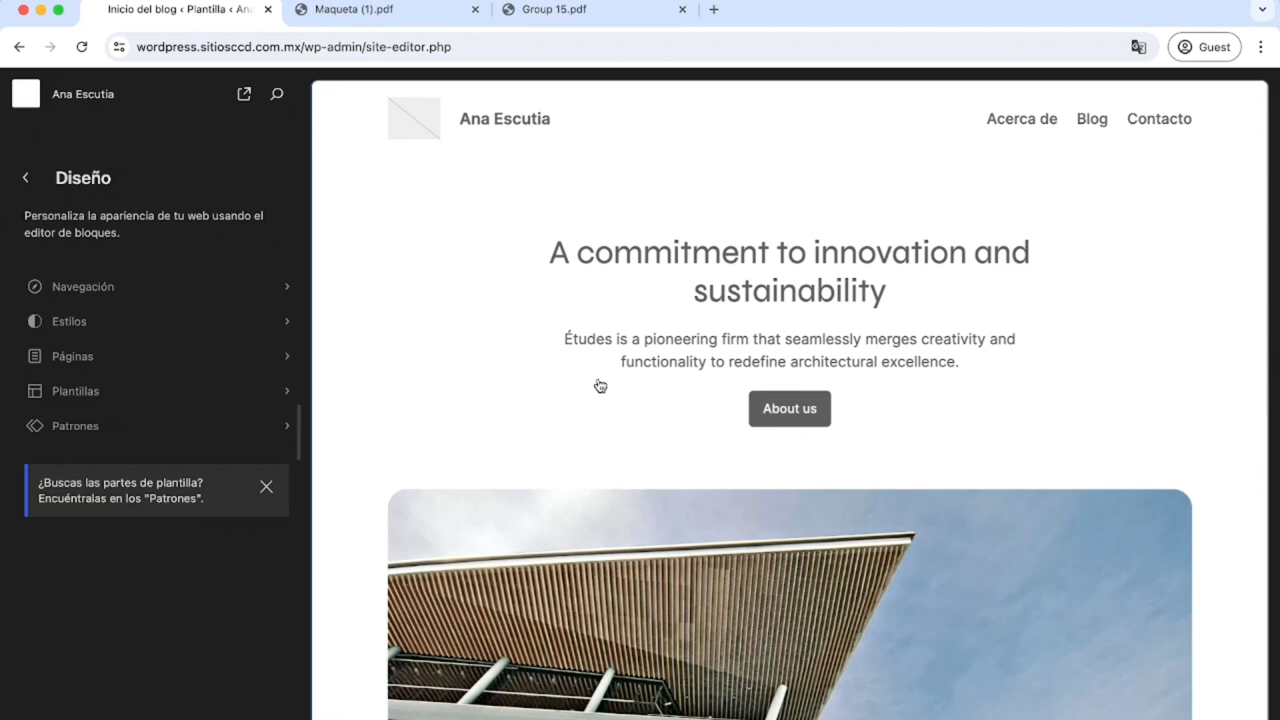 Inicio del blog ‹ Plantilla ‹ Ana
Maqueta (1).pdf
Group 15.pdf
wordpress.sitiosccd.com.mx/wp-admin/site-editor.php
Guest
Ana Escutia
Diseño
Personaliza la apariencia de tu web usando el
editor de bloques.
Navegación
Estilos
Páginas
Plantillas
Patrones
¿Buscas las partes de plantilla?
Encuéntralas en los "Patrones".
Ana Escutia
Acerca de
Blog
Contacto
A commitment to innovation and
sustainability
Études is a pioneering firm that seamlessly merges creativity and
functionality to redefine architectural excellence.
About us